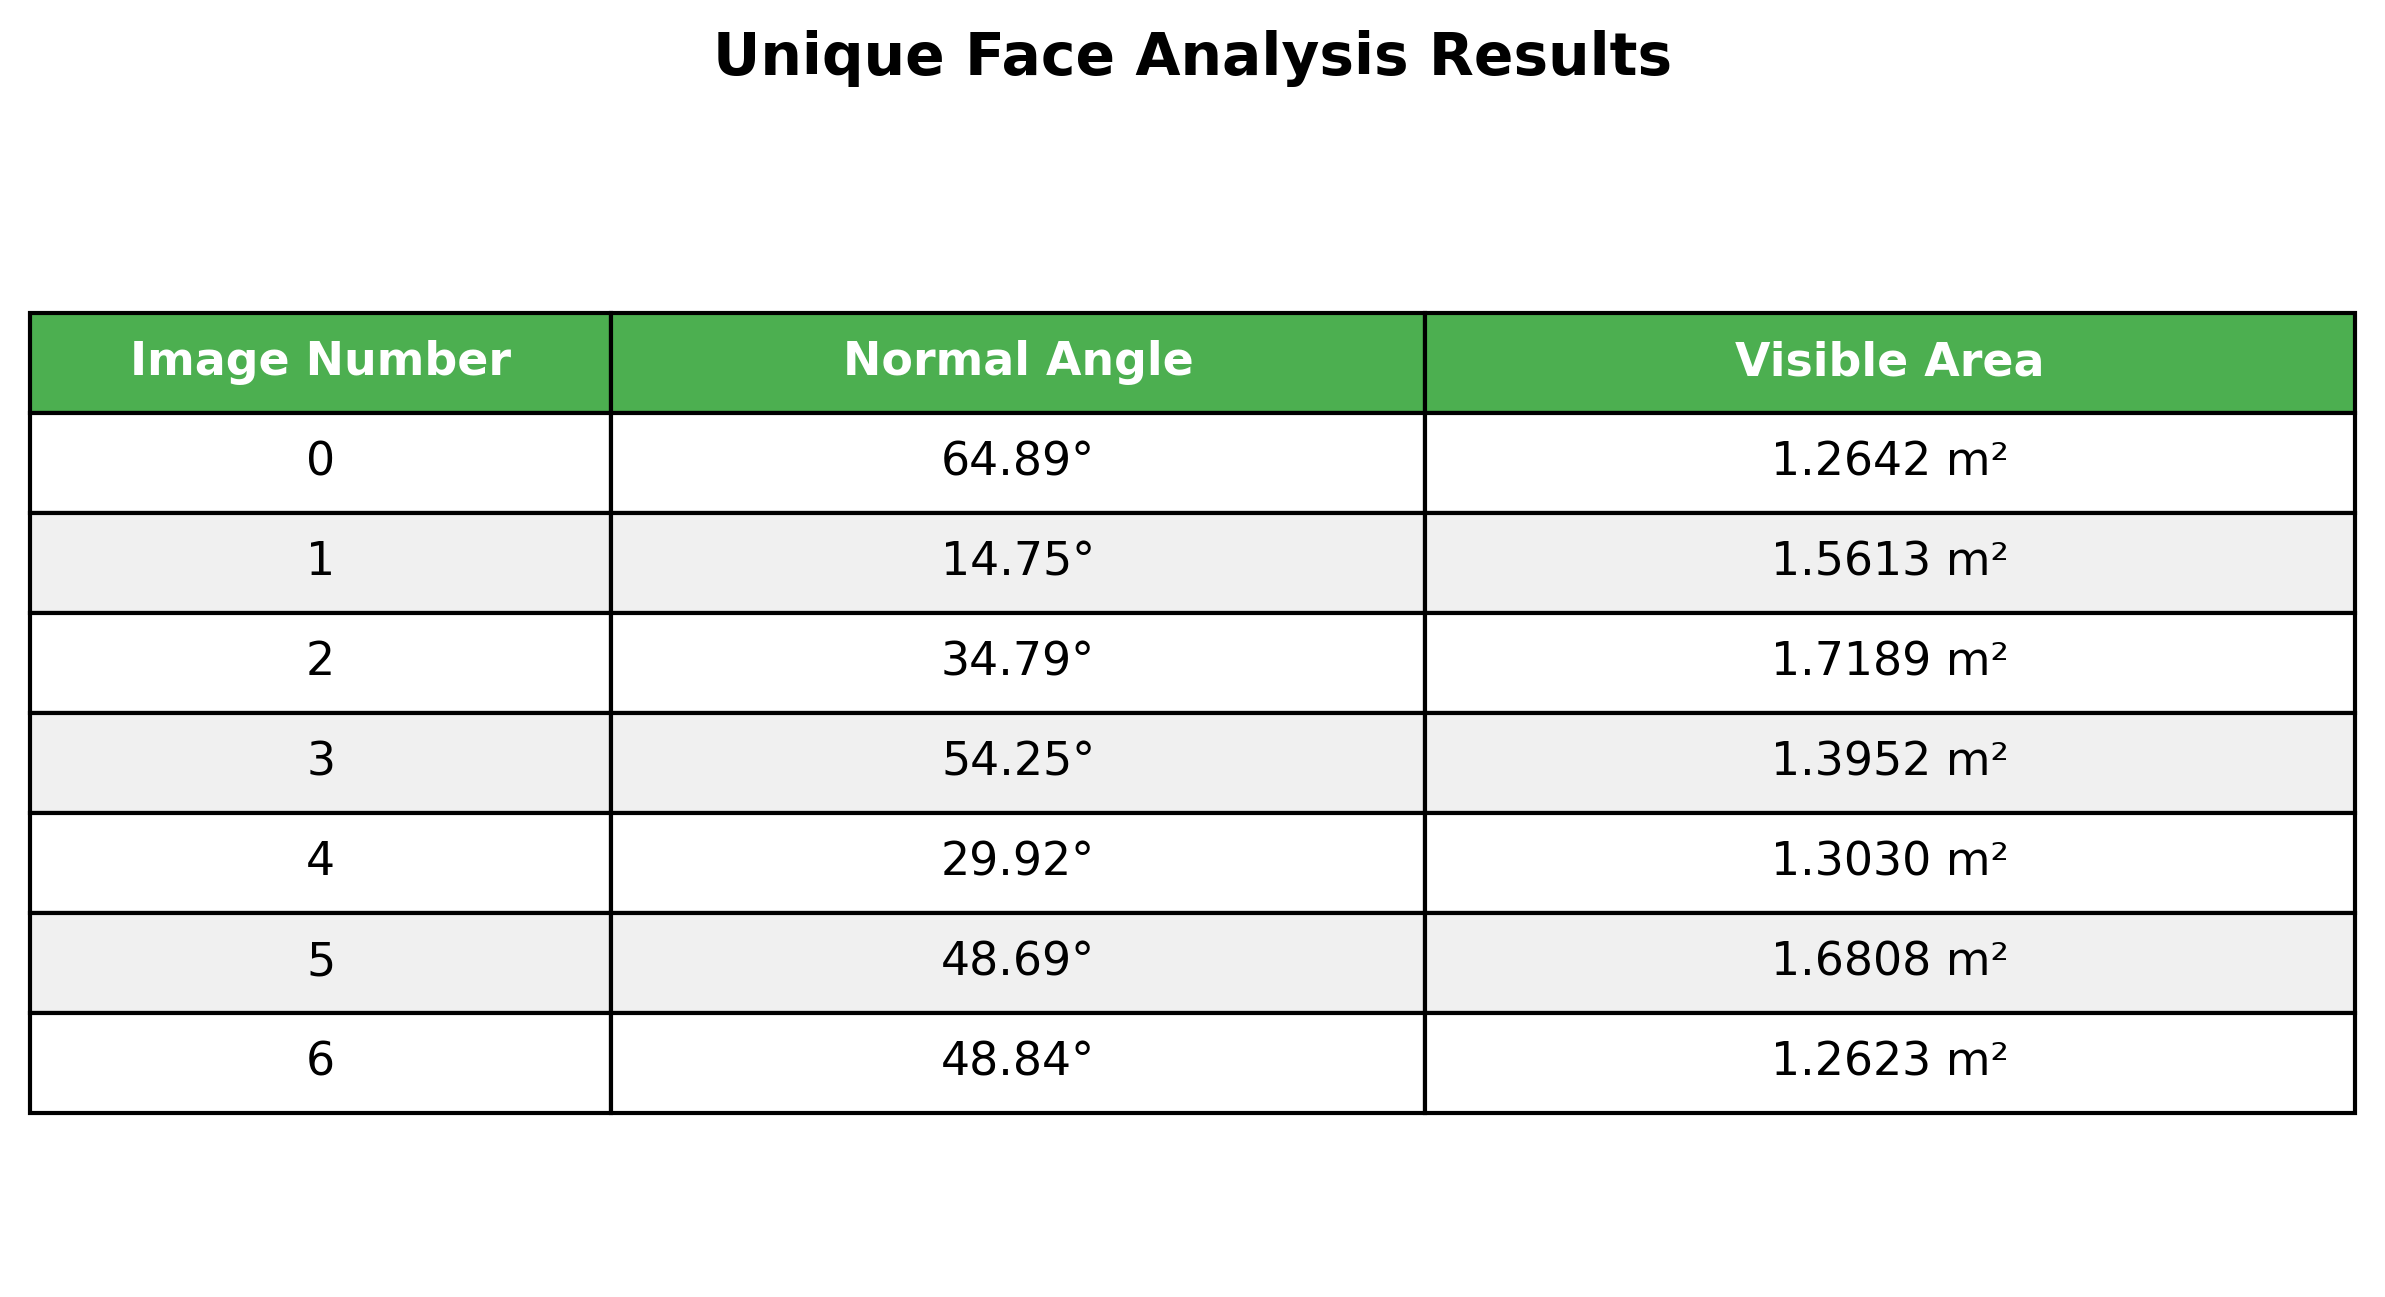 Unique Face Analysis Results
Image Number Normal Angle Visible Area
0 64.89° 1.2642 m²
1 14.75° 1.5613 m²
2 34.79° 1.7189 m²
3 54.25° 1.3952 m²
4 29.92° 1.3030 m²
5 48.69° 1.6808 m²
6 48.84° 1.2623 m²